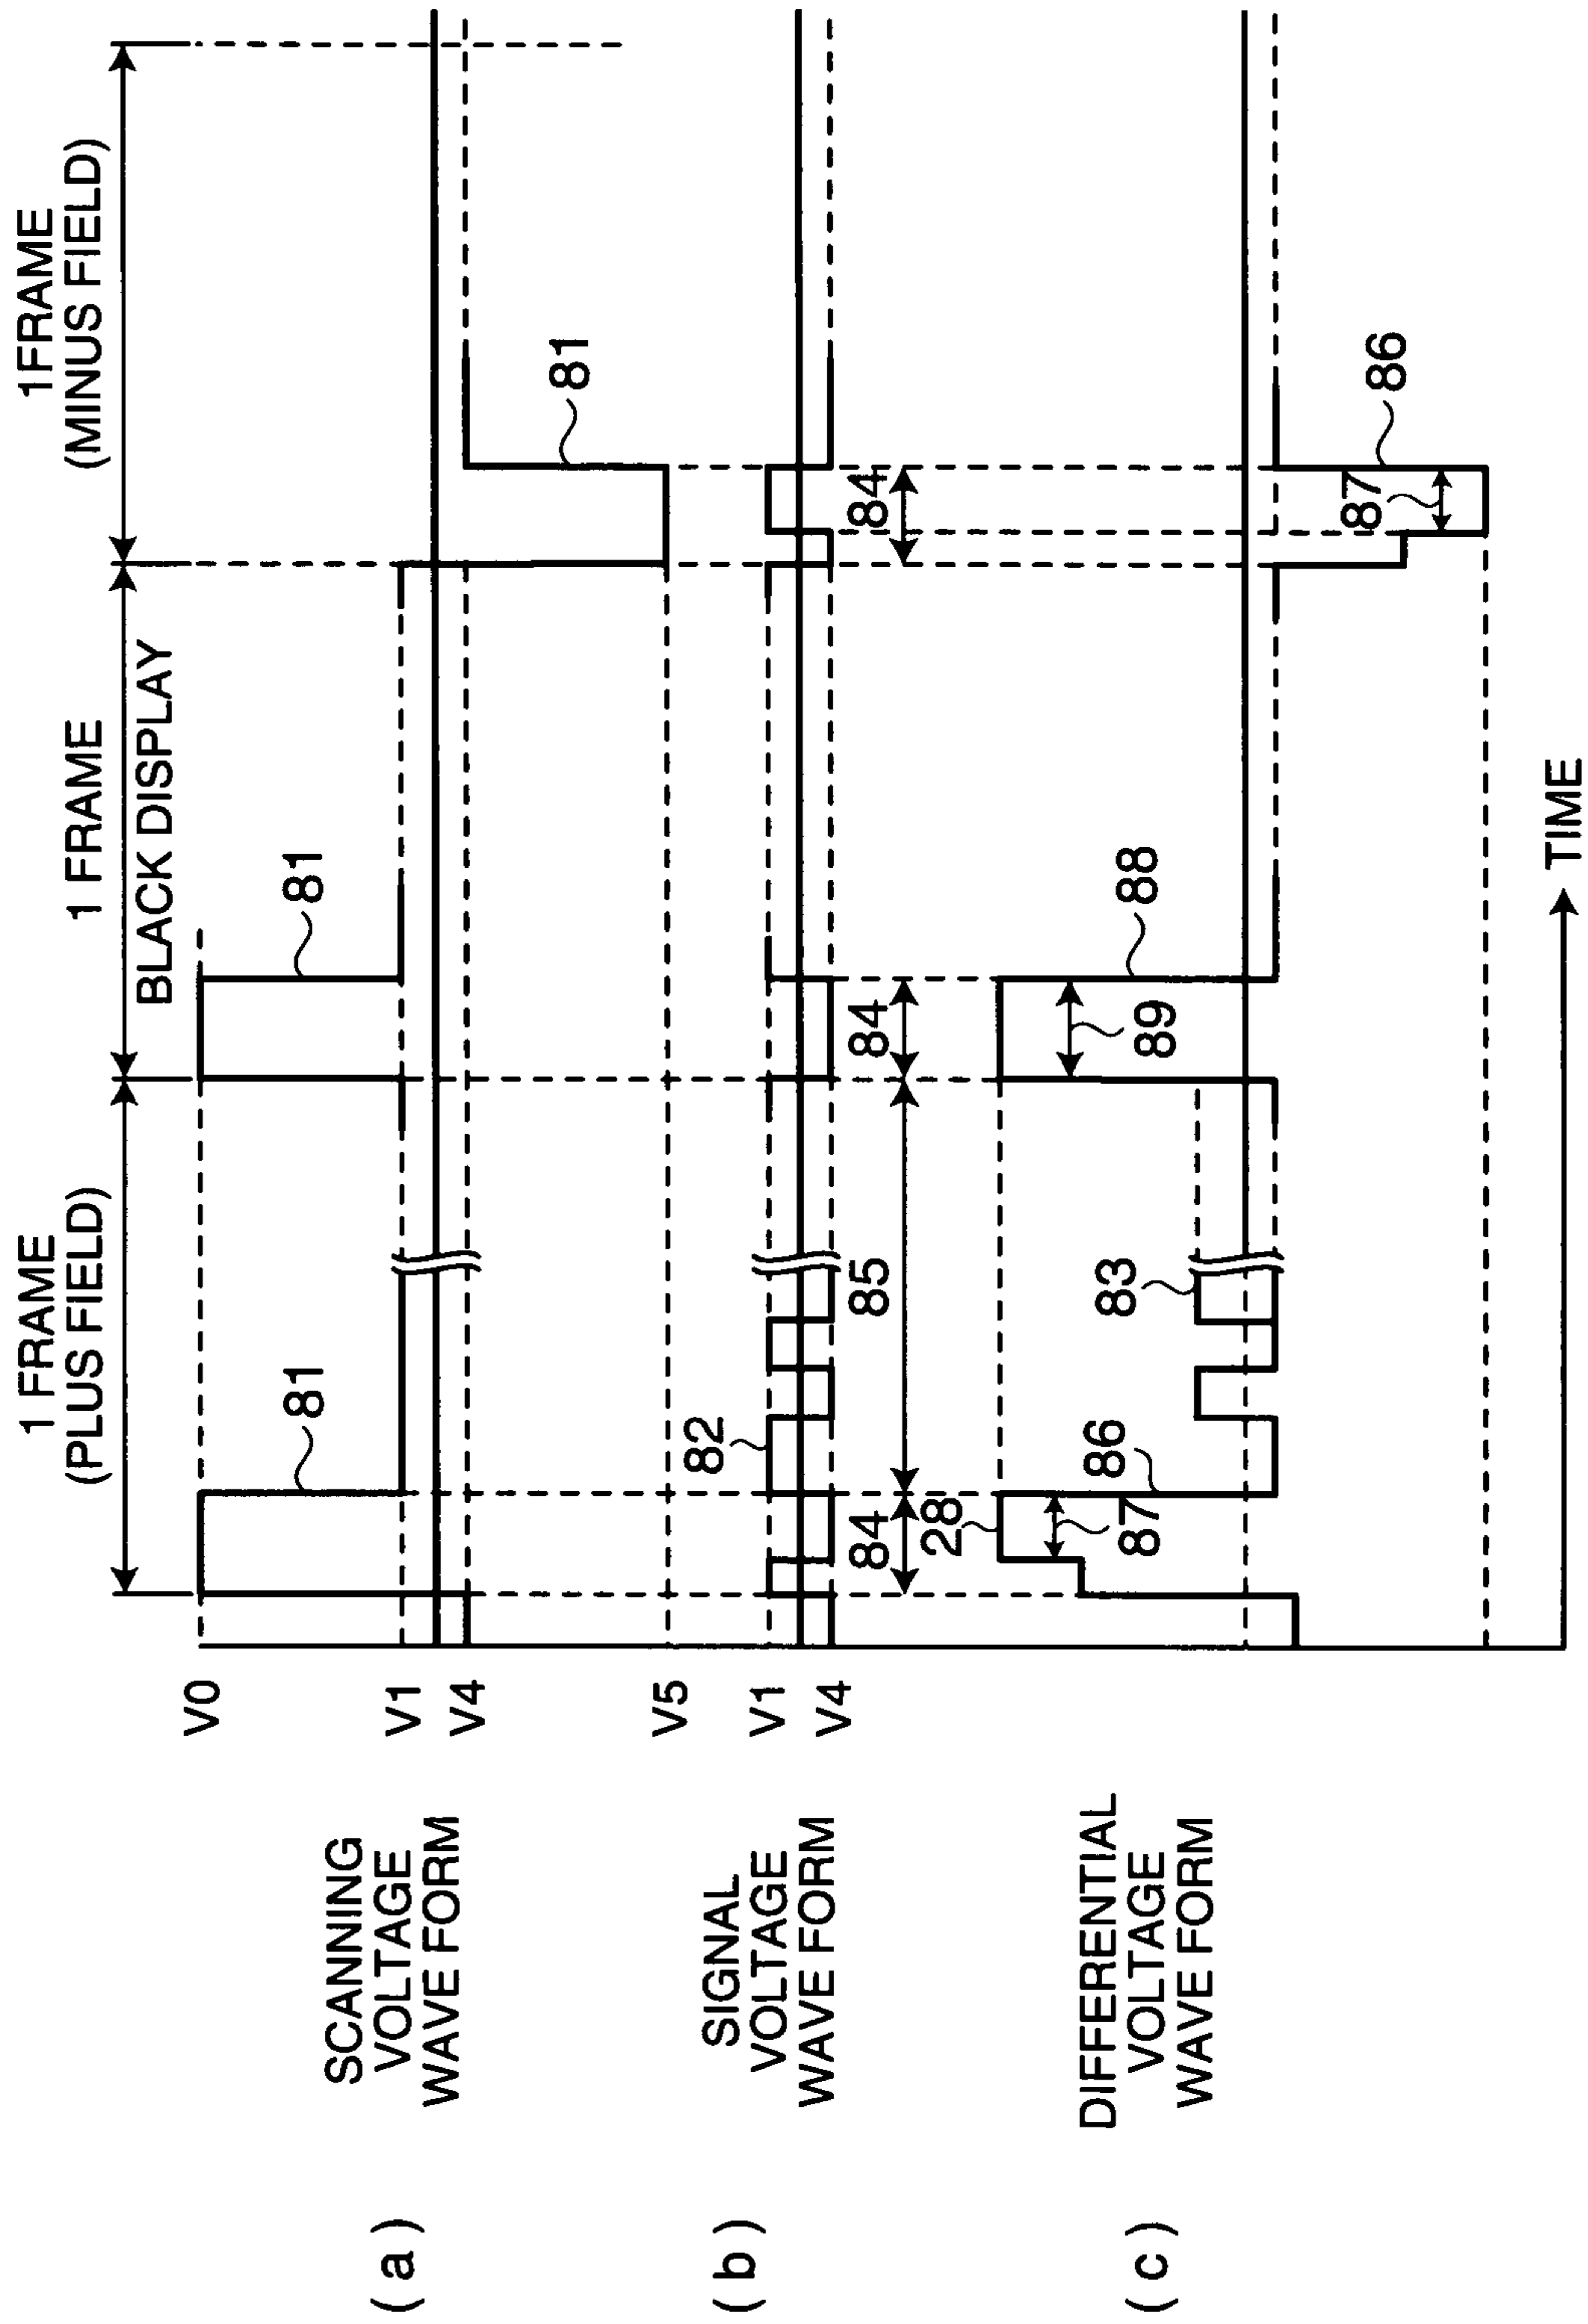 1 FRAME
(PLUS FIELD)
1 FRAME
BLACK DISPLAY
1FRAME
(MINUS FIELD)
( a )
SCANNING
VOLTAGE
WAVE FORM
V0
V1
V4
V5
81
81
81
( b )
SIGNAL
VOLTAGE
WAVE FORM
V1
V4
82
84
85
84
84
( c )
DIFFERENTIAL
VOLTAGE
WAVE FORM
28
86
87
83
88
89
86
87
TIME